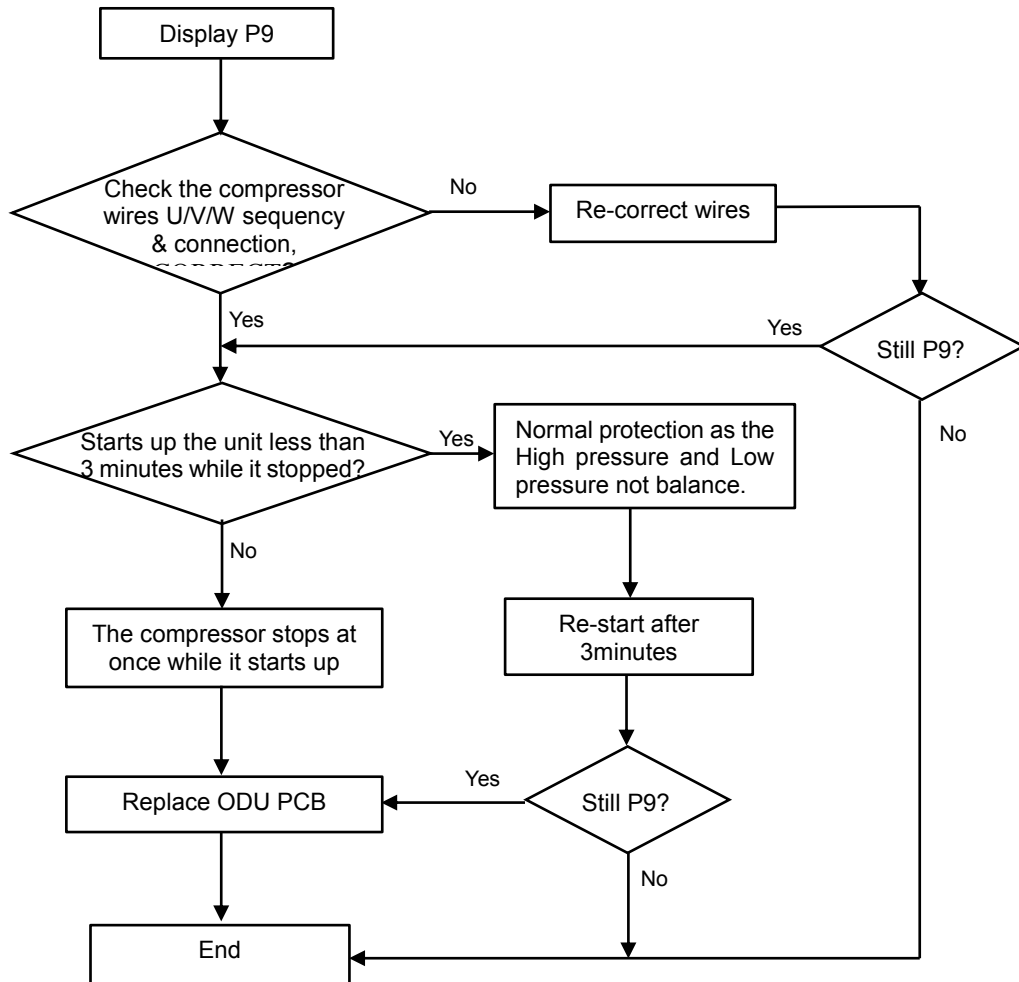 Display P9
Check the compressor
wires U/V/W sequency
& connection,
No
Re-correct wires
Yes
Yes
Still P9?
No
Starts up the unit less than
3 minutes while it stopped?
Yes
Normal protection as the
High pressure and Low
pressure not balance.
No
The compressor stops at
once while it starts up
Re-start after
3minutes
Replace ODU PCB
Yes
Still P9?
No
End